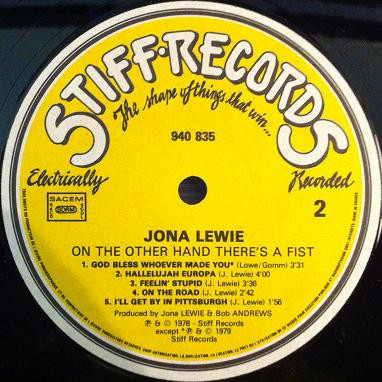 STIFF·RECORDS
The shape of things that win...
940 835
Electrically
Recorded
SACEM
SDRM
2
JONA LEWIE
ON THE OTHER HAND THERE'S A FIST
1. GOD BLESS WHOEVER MADE YOU* (Lowe/Gomm) 3'31
2. HALLELUJAH EUROPA (J. Lewie) 4'00
3. FEELIN' STUPID (J. Lewie) 3'36
4. ON THE ROAD (J. Lewie) 2'42
5. I'LL GET BY IN PITTSBURGH (J. Lewie) 1'56
Produced by Jona LEWIE & Bob ANDREWS
℗ & © 1978 - Stiff Records
except * ℗ & © 1979
Stiff Records